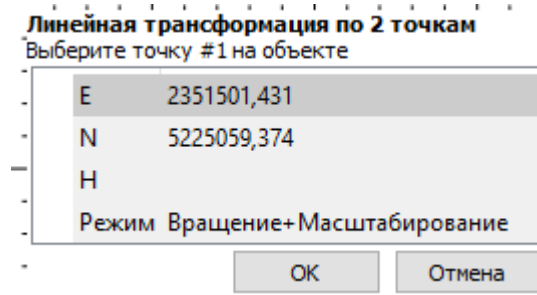 Линейная трансформация по 2 точкам
Выберите точку #1 на объекте
E 2351501,431
N 5225059,374
H
Режим Вращение+Масштабирование
OK Отмена